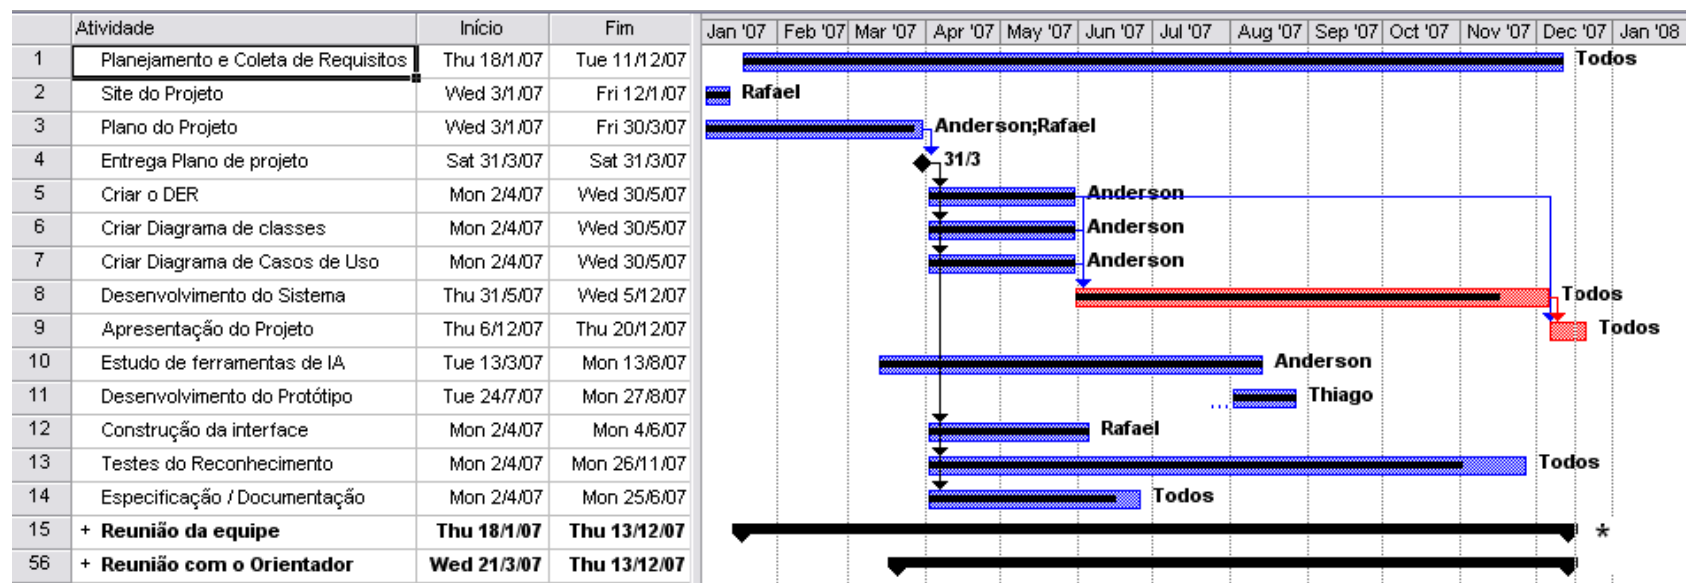 Atividade Início Fim Jan '07 Feb '07 Mar '07 Apr '07 May '07 Jun '07 Jul '07 Aug '07 Sep '07 Oct '07 Nov '07 Dec '07 Jan '08
1 Planejamento e Coleta de Requisitos Thu 18/1/07 Tue 11/12/07 Todos
2 Site do Projeto Wed 3/1/07 Fri 12/1/07 Rafael
3 Plano do Projeto Wed 3/1/07 Fri 30/3/07 Anderson;Rafael
4 Entrega Plano de projeto Sat 31/3/07 Sat 31/3/07 31/3
5 Criar o DER Mon 2/4/07 Wed 30/5/07 Anderson
6 Criar Diagrama de classes Mon 2/4/07 Wed 30/5/07 Anderson
7 Criar Diagrama de Casos de Uso Mon 2/4/07 Wed 30/5/07 Anderson
8 Desenvolvimento do Sistema Thu 31/5/07 Wed 5/12/07 Todos
9 Apresentação do Projeto Thu 6/12/07 Thu 20/12/07 Todos
10 Estudo de ferramentas de IA Tue 13/3/07 Mon 13/8/07 Anderson
11 Desenvolvimento do Protótipo Tue 24/7/07 Mon 27/8/07 Thiago
12 Construção da interface Mon 2/4/07 Mon 4/6/07 Rafael
13 Testes do Reconhecimento Mon 2/4/07 Mon 26/11/07 Todos
14 Especificação / Documentação Mon 2/4/07 Mon 25/6/07 Todos
15 + Reunião da equipe Thu 18/1/07 Thu 13/12/07 *
56 + Reunião com o Orientador Wed 21/3/07 Thu 13/12/07